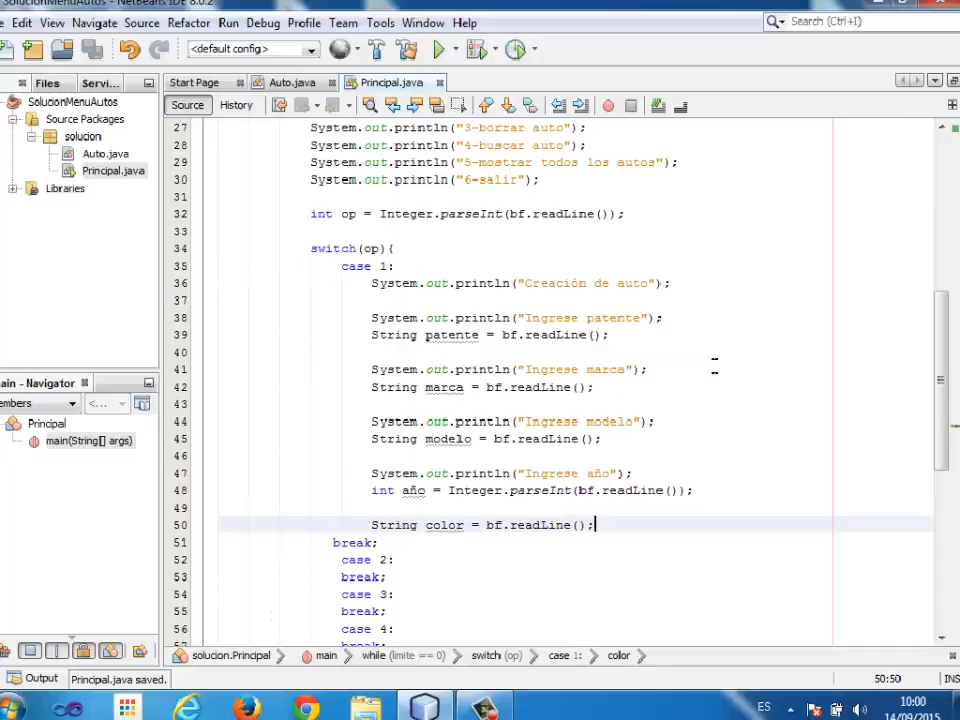 SolucionMenuAutos - NetBeans IDE 8.0.2
Edit View Navigate Source Refactor Run Debug Profile Team Tools Window Help
Search (Ctrl+I)
<default config>
Files Servi...
Start Page Auto.java Principal.java
SolucionMenuAutos
Source Packages
solucion
Auto.java
Principal.java
Libraries
Source History
27 System.out.println("3-borrar auto");
28 System.out.println("4-buscar auto");
29 System.out.println("5-mostrar todos los autos");
30 System.out.println("6-salir");
31
32 int op = Integer.parseInt(bf.readLine());
33
34 switch(op){
35 case 1:
36 System.out.println("Creación de auto");
37
38 System.out.println("Ingrese patente");
39 String patente = bf.readLine();
40
41 System.out.println("Ingrese marca");
42 String marca = bf.readLine();
43
44 System.out.println("Ingrese modelo");
45 String modelo = bf.readLine();
46
47 System.out.println("Ingrese año");
48 int año = Integer.parseInt(bf.readLine());
49
50 String color = bf.readLine();
51 break;
52 case 2:
53 break;
54 case 3:
55 break;
56 case 4:
57 break;
main - Navigator
embers <...
Principal
main(String[] args)
solucion.Principal main while (limite == 0) switch (op) case 1: color
Output Principal.java saved. 50:50 INS
ES 10:00
14/09/2015